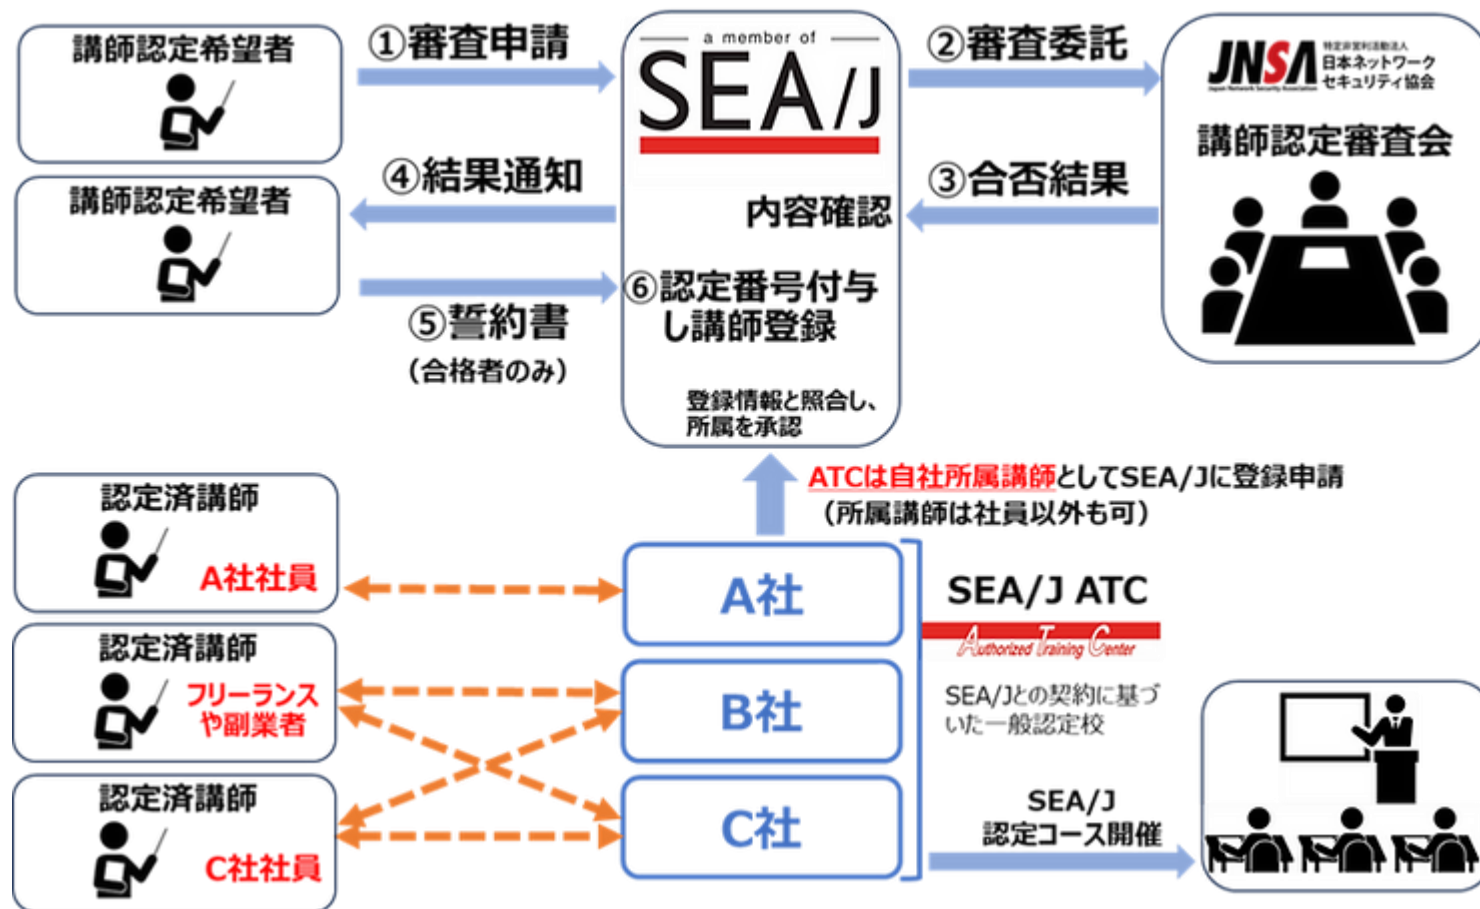 講師認定希望者
①審査申請
a member of
SEA/J
②審査委託
JNSA
Japan Network Security Association
特定非営利活動法人
日本ネットワーク
セキュリティ協会
講師認定審査会
講師認定希望者
④結果通知
③合否結果
内容確認
⑤誓約書
(合格者のみ)
⑥認定番号付与
し講師登録
登録情報と照合し、
所属を承認
ATCは自社所属講師としてSEA/Jに登録申請
(所属講師は社員以外も可)
認定済講師
A社社員
認定済講師
フリーランス
や副業者
認定済講師
C社社員
A社
B社
C社
SEA/J ATC
Authorized Training Center
SEA/Jとの契約に基づ
いた一般認定校
SEA/J
認定コース開催